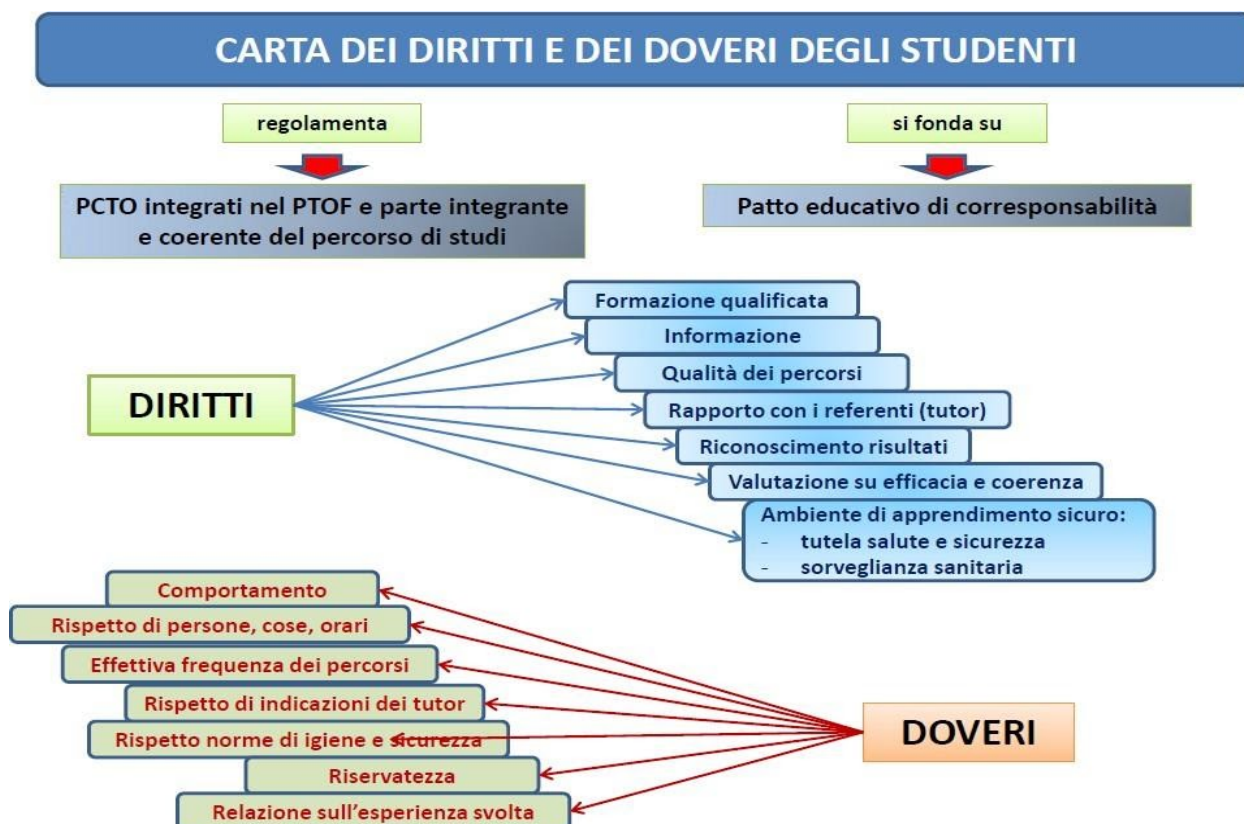 CARTA DEI DIRITTI E DEI DOVERI DEGLI STUDENTI
regolamenta
si fonda su
PCTO integrati nel PTOF e parte integrante
e coerente del percorso di studi
Patto educativo di corresponsabilità
Formazione qualificata
Informazione
Qualità dei percorsi
DIRITTI
Rapporto con i referenti (tutor)
Riconoscimento risultati
Valutazione su efficacia e coerenza
Ambiente di apprendimento sicuro:
- tutela salute e sicurezza
- sorveglianza sanitaria
Comportamento
Rispetto di persone, cose, orari
Effettiva frequenza dei percorsi
Rispetto di indicazioni dei tutor
Rispetto norme di igiene e sicurezza
DOVERI
Riservatezza
Relazione sull'esperienza svolta